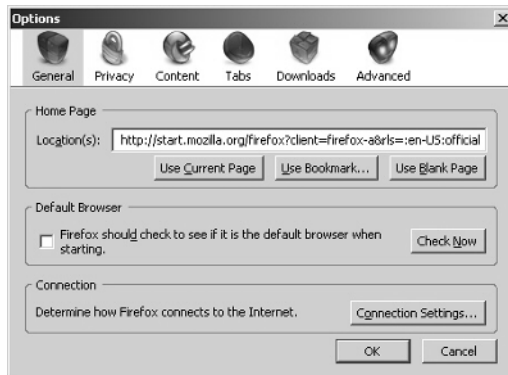 Options
General Privacy Content Tabs Downloads Advanced
Home Page
Location(s): http://start.mozilla.org/firefox?client=firefox-a&rls=:en-US:official
Use Current Page Use Bookmark... Use Blank Page
Default Browser
Firefox should check to see if it is the default browser when
starting.
Check Now
Connection
Determine how Firefox connects to the Internet. Connection Settings...
OK Cancel